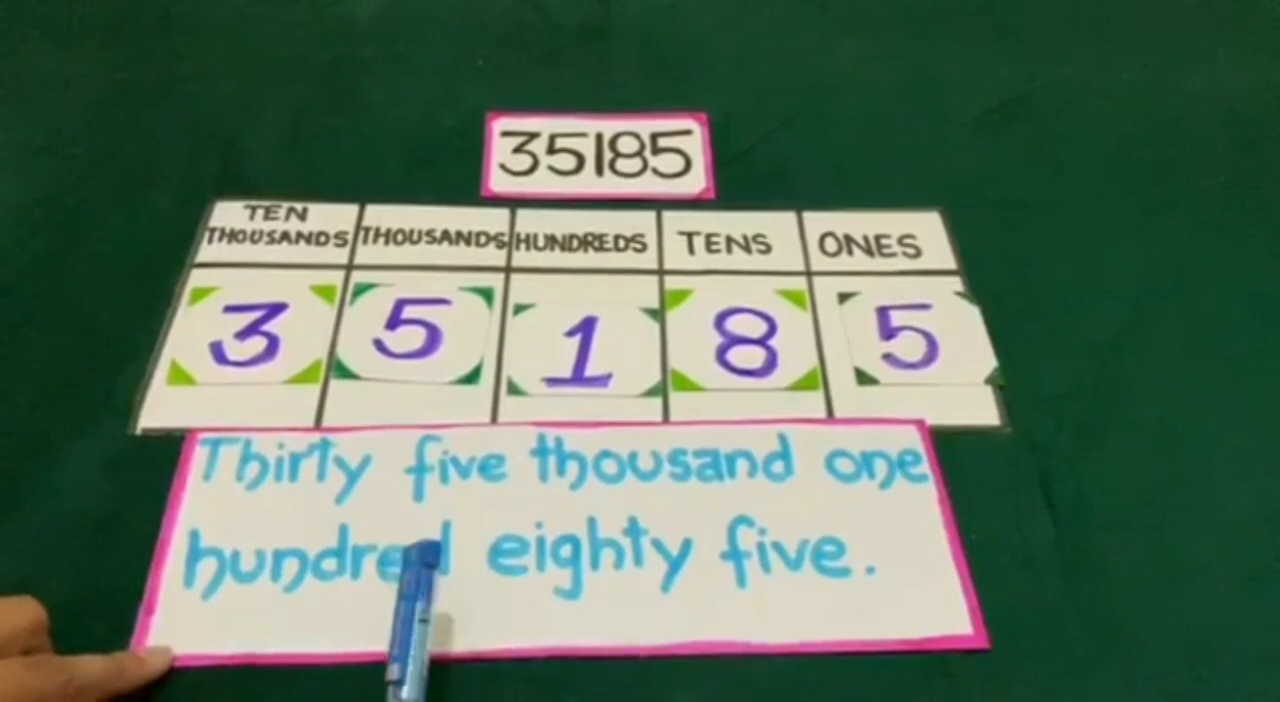 35185
TEN THOUSANDS THOUSANDS HUNDREDS TENS ONES
3 5 1 8 5
Thirty five thousand one
hundred eighty five.